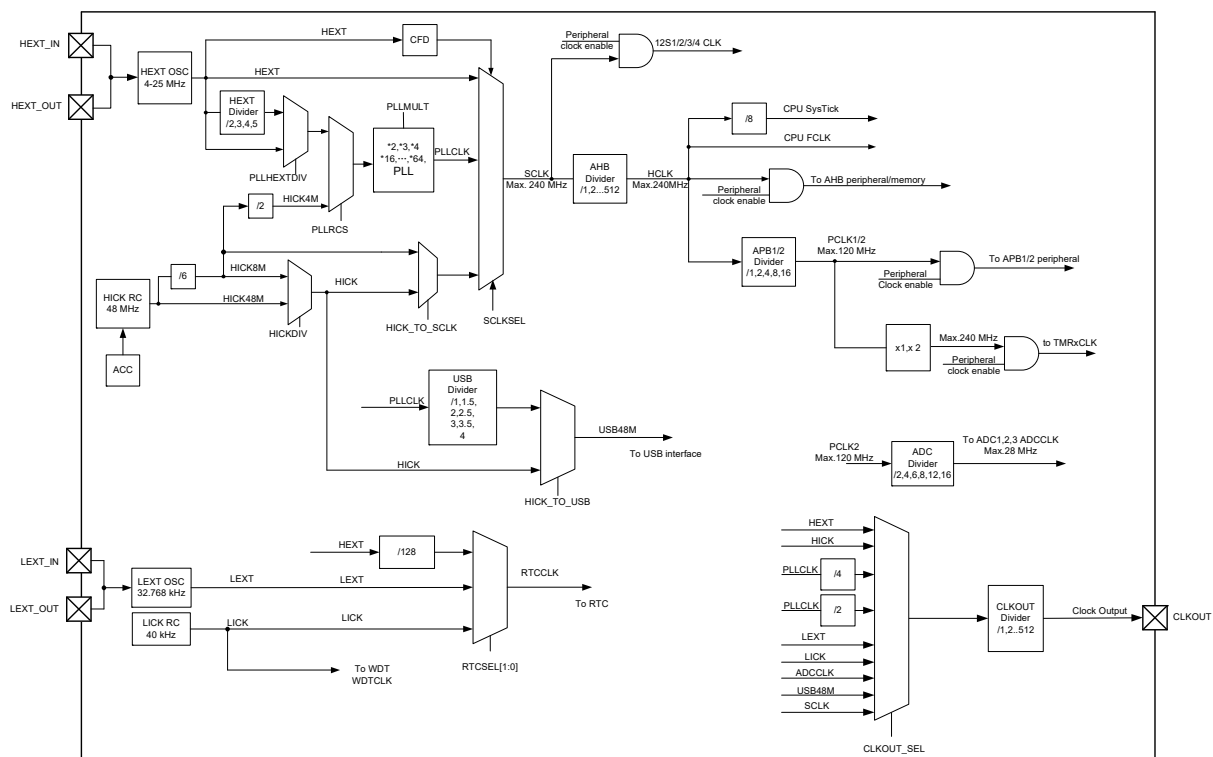 HEXT_IN
HEXT_OUT
HEXT OSC
4-25 MHz
HEXT
CFD
HEXT
HEXT
Divider
/2,3,4,5
PLLHEXTDIV
PLLMULT
*2,*3,*4
*16,···,*64,
PLL
PLLCLK
/2
HICK4M
PLLRCS
HICK RC
48 MHz
ACC
/6
HICK8M
HICK48M
HICKDIV
HICK
HICK_TO_SCLK
SCLKSEL
Peripheral
clock enable
12S1/2/3/4 CLK
SCLK
Max. 240 MHz
AHB
Divider
/1,2...512
HCLK
Max.240MHz
/8
CPU SysTick
CPU FCLK
Peripheral
clock enable
To AHB peripheral/memory
APB1/2
Divider
/1,2,4,8,16
PCLK1/2
Max.120 MHz
Peripheral
Clock enable
To APB1/2 peripheral
x1,x 2
Max.240 MHz
Peripheral
clock enable
to TMRxCLK
PLLCLK
USB
Divider
/1,1.5,
2,2.5,
3,3.5,
4
HICK
HICK_TO_USB
USB48M
To USB interface
PCLK2
Max.120 MHz
ADC
Divider
/2,4,6,8,12,16
To ADC1,2,3 ADCCLK
Max.28 MHz
LEXT_IN
LEXT_OUT
LEXT OSC
32.768 kHz
LICK RC
40 kHz
HEXT
/128
LEXT
LEXT
LICK
LICK
To WDT
WDTCLK
RTCSEL[1:0]
RTCCLK
To RTC
HEXT
HICK
PLLCLK
/4
PLLCLK
/2
LEXT
LICK
ADCCLK
USB48M
SCLK
CLKOUT_SEL
CLKOUT
Divider
/1,2..512
Clock Output
CLKOUT